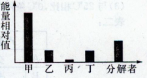 能量相对值
甲 乙 丙 丁 分解者